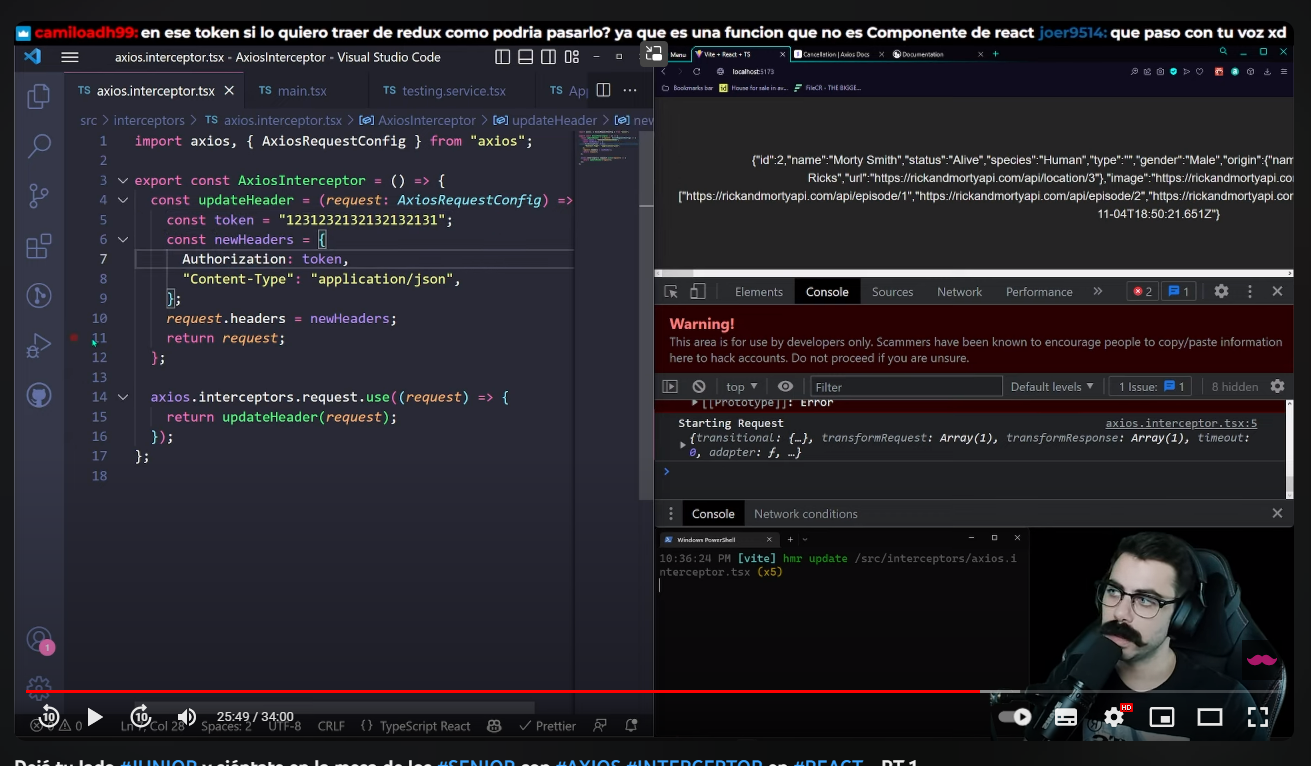 camiloadh99: en ese token si lo quiero traer de redux como podria pasarlo? ya que es una funcion que no es Componente de react joer9514: que paso con tu voz xd
axios.interceptor.tsx - AxiosInterceptor - Visual Studio Code
TS axios.interceptor.tsx
TS main.tsx
TS testing.service.tsx
TS Ap
src > interceptors > TS axios.interceptor.tsx > AxiosInterceptor > updateHeader > new
1 import axios, { AxiosRequestConfig } from "axios";
2
3 export const AxiosInterceptor = () => {
4 const updateHeader = (request: AxiosRequestConfig) =>
5 const token = "1231232132132132131";
6 const newHeaders = {
7 Authorization: token,
8 "Content-Type": "application/json",
9 };
10 request.headers = newHeaders;
11 return request;
12 };
13
14 axios.interceptors.request.use((request) => {
15 return updateHeader(request);
16 });
17 };
18
1
Ln 7, Col 28
Spaces: 2
UTF-8
CRLF
{} TypeScript React
Prettier
0
Menu
Vite + React + TS
Cancellation | Axios Docs
Documentation
localhost:5173
Bookmarks bar
House for sale in av...
FileCR - THE BIGGE...
{"id":2,"name":"Morty Smith","status":"Alive","species":"Human","type":"","gender":"Male","origin":{"nam
Ricks","url":"https://rickandmortyapi.com/api/location/3"},"image":"https://rickandmortyapi.com
["https://rickandmortyapi.com/api/episode/1","https://rickandmortyapi.com/api/episode/2","https://rickandmortya
11-04T18:50:21.651Z"}
Elements
Console
Sources
Network
Performance
»
2
1
Warning!
This area is for use by developers only. Scammers have been known to encourage people to copy/paste information
here to hack accounts. Do not proceed if you are unsure.
top
Filter
Default levels
1 Issue: 1
8 hidden
[[Prototype]]: Error
Starting Request
axios.interceptor.tsx:5
{transitional: {…}, transformRequest: Array(1), transformResponse: Array(1), timeout:
0, adapter: ƒ, …}
Console
Network conditions
Windows PowerShell
10:36:24 PM [vite] hmr update /src/interceptors/axios.i
nterceptor.tsx (x5)
10
10
25:49 / 34:00
HD
Dejá tu lado #JUNIOR y siéntate en la mesa de los #SENIOR con #AXIOS #INTERCEPTOR en #REACT - PT 1